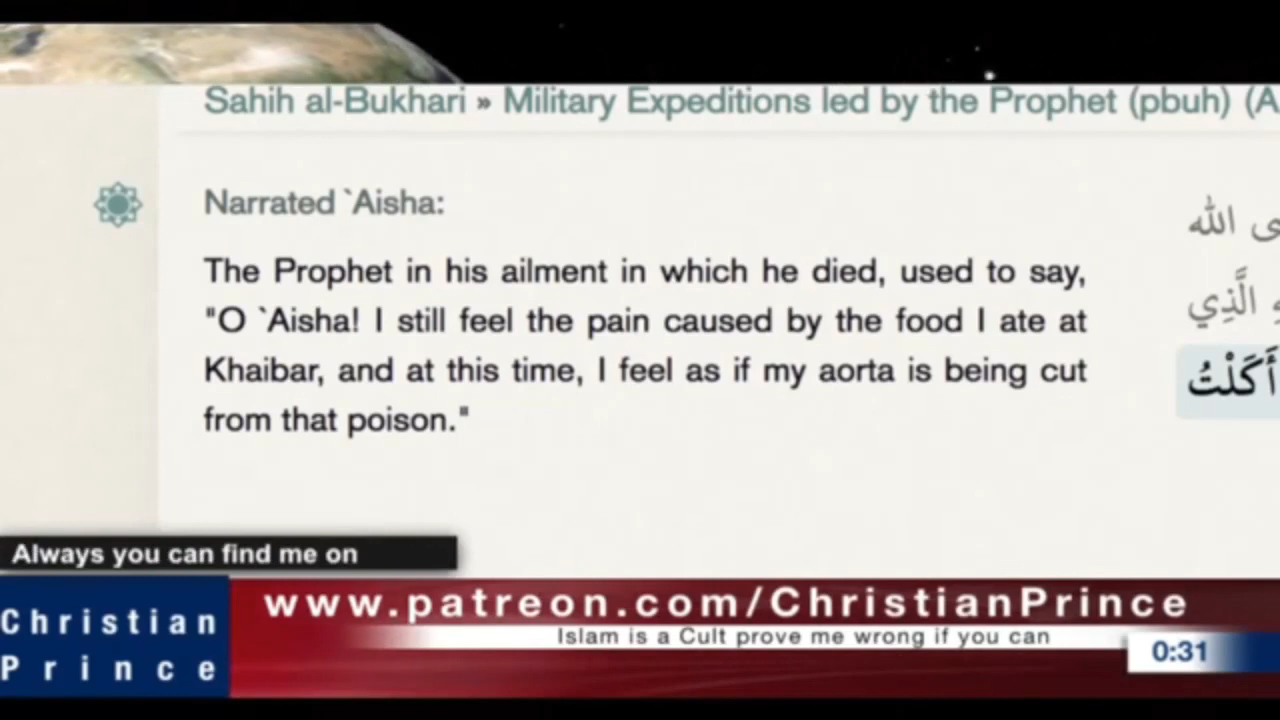 Sahih al-Bukhari » Military Expeditions led by the Prophet (pbuh) (A
Narrated `Aisha:
The Prophet in his ailment in which he died, used to say,
"O `Aisha! I still feel the pain caused by the food I ate at
Khaibar, and at this time, I feel as if my aorta is being cut
from that poison."
الله
الَّذِي
أَكَلْتُ
Always you can find me on
Christian
Prince
www.patreon.com/ChristianPrince
Islam is a Cult prove me wrong if you can
0:31